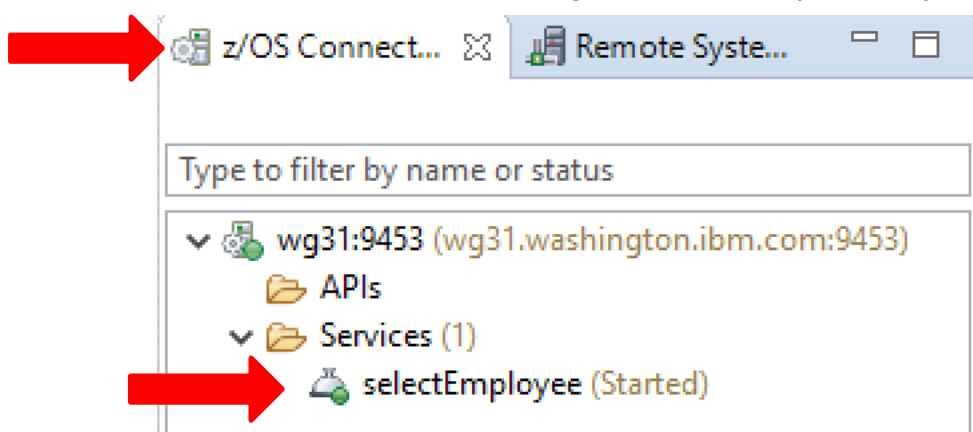 z/OS Connect... Remote Syste...
Type to filter by name or status
wg31:9453 (wg31.washington.ibm.com:9453)
APIs
Services (1)
selectEmployee (Started)